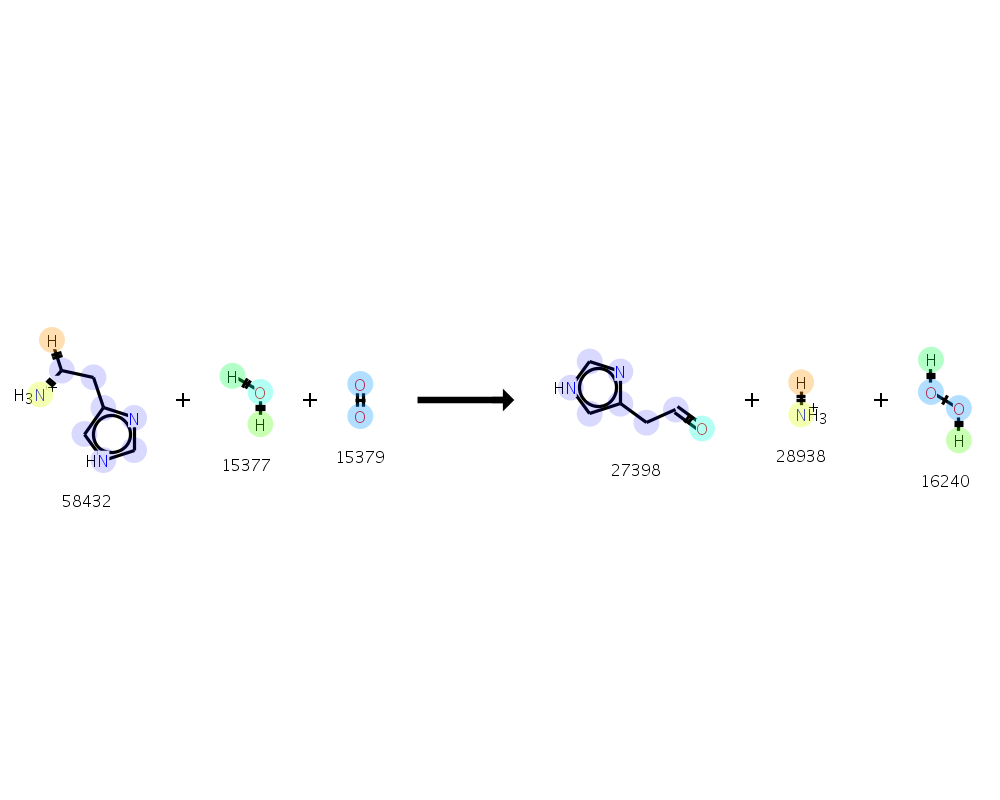 H
H3N+
N
HN
58432
+
H
O
H
15377
+
O
O
15379
HN
N
O
27398
+
H
NH3+
28938
+
H
O
O
H
16240